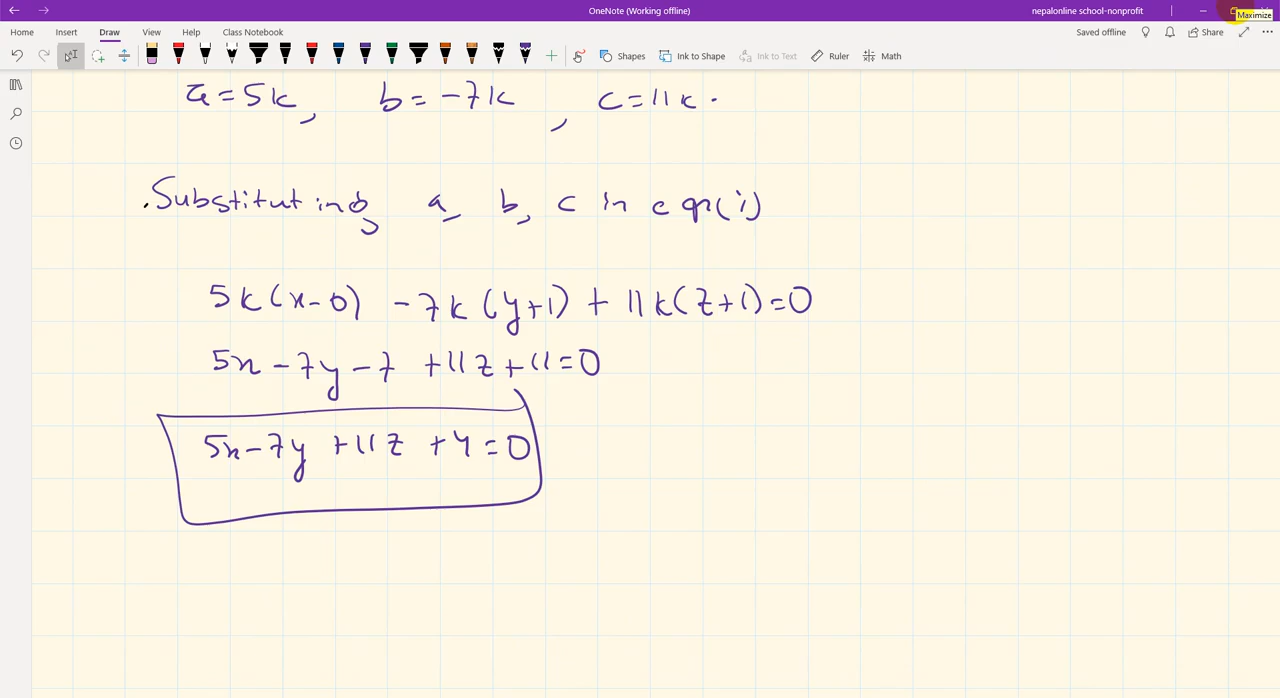 OneNote (Working offline)
nepalonline school-nonprofit
Maximize
Home Insert Draw View Help Class Notebook
Saved offline Share
Shapes Ink to Shape Ink to Text Ruler Math
a = 5k, b = -7k, c = 11k.
Substituting a, b, c in eqn(i)
5k(x-0) -7k(y+1) + 11k(z+1)=0
5x - 7y - 7 + 11z + 11 = 0
5x - 7y + 11z + 4 = 0